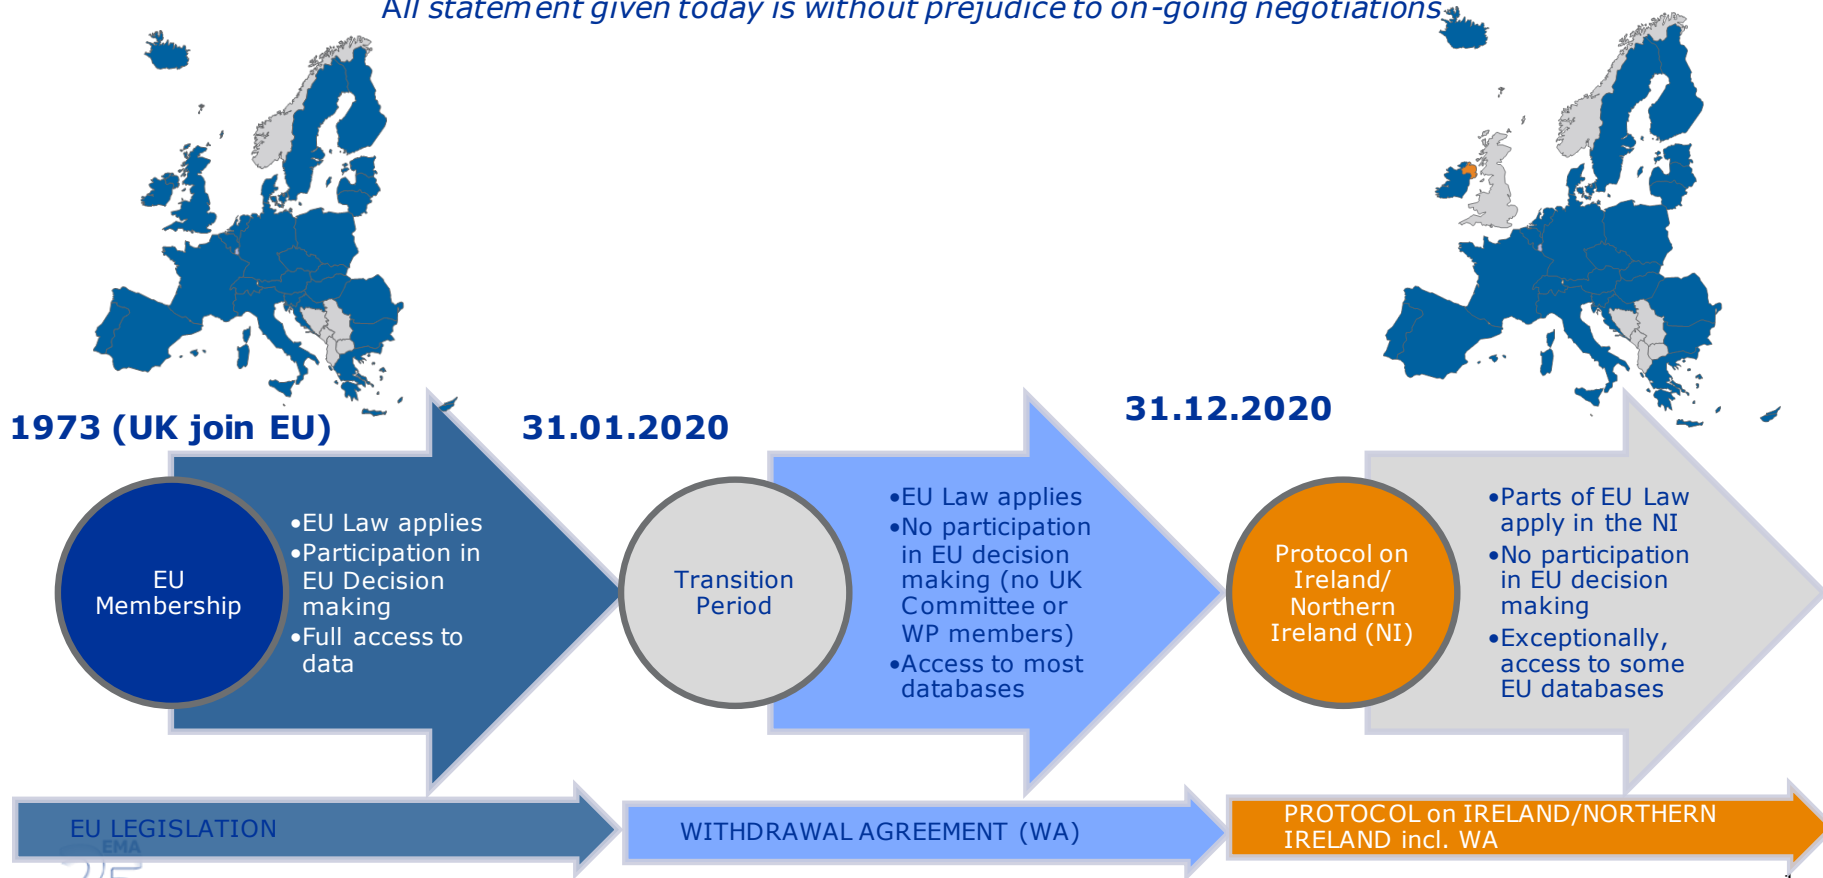 All statement given today is without prejudice to on-going negotiations
1973 (UK join EU)
EU
Membership
•EU Law applies
•Participation in
EU Decision
making
•Full access to
data
31.01.2020
Transition
Period
•EU Law applies
•No participation
in EU decision
making (no UK
Committee or
WP members)
•Access to most
databases
31.12.2020
Protocol on
Ireland/
Northern
Ireland (NI)
•Parts of EU Law
apply in the NI
•No participation
in EU decision
making
•Exceptionally,
access to some
EU databases
EU LEGISLATION
WITHDRAWAL AGREEMENT (WA)
PROTOCOL on IRELAND/NORTHERN
IRELAND incl. WA
EMA